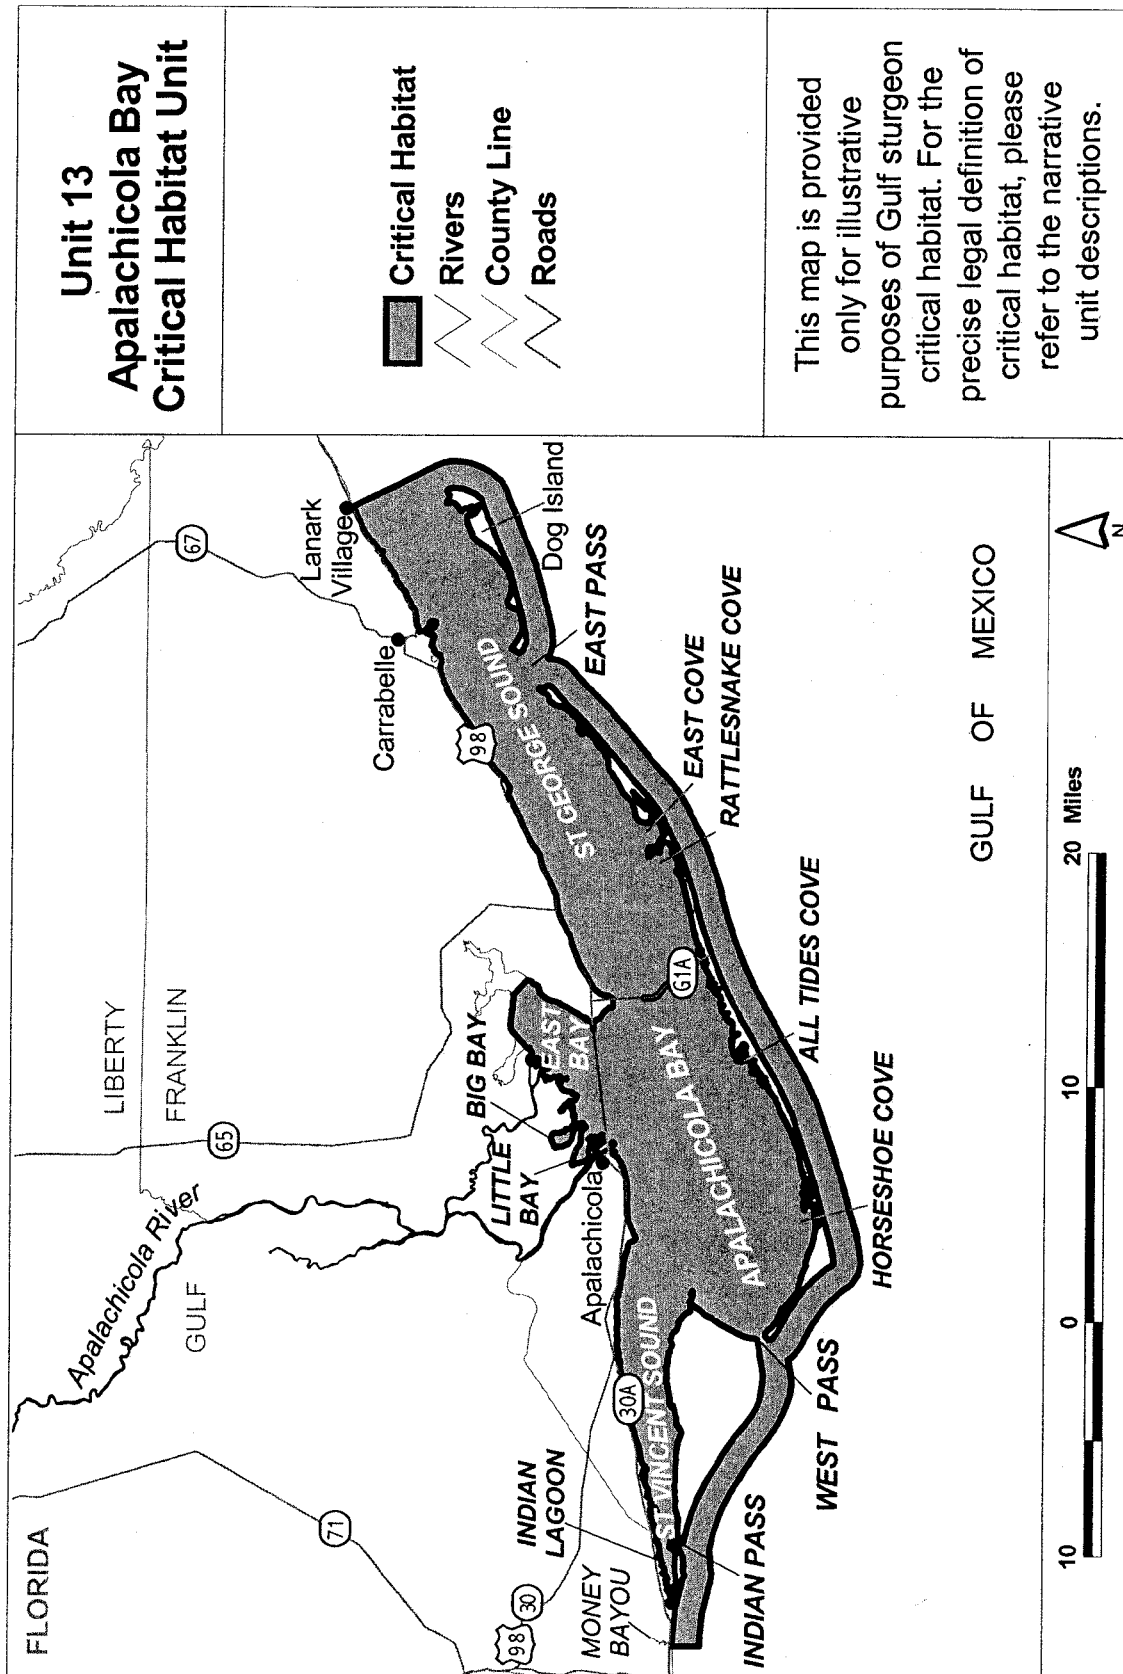 Unit 13
Apalachicola Bay
Critical Habitat Unit
Critical Habitat
Rivers
County Line
Roads
This map is provided
only for illustrative
purposes of Gulf sturgeon
critical habitat. For the
precise legal definition of
critical habitat, please
refer to the narrative
unit descriptions.
FLORIDA
LIBERTY
FRANKLIN
GULF
Apalachicola River
71
65
67
98
30
MONEY
BAYOU
INDIAN
LAGOON
30A
ST VINCENT SOUND
Apalachicola
LITTLE
BAY
BIG BAY
EAST
BAY
APALACHICOLA BAY
G1A
ST GEORGE SOUND
98
Carrabelle
Lanark
Village
Dog Island
EAST PASS
EAST COVE
RATTLESNAKE COVE
ALL TIDES COVE
HORSESHOE COVE
WEST PASS
INDIAN PASS
GULF OF MEXICO
10 0 10 20 Miles
N